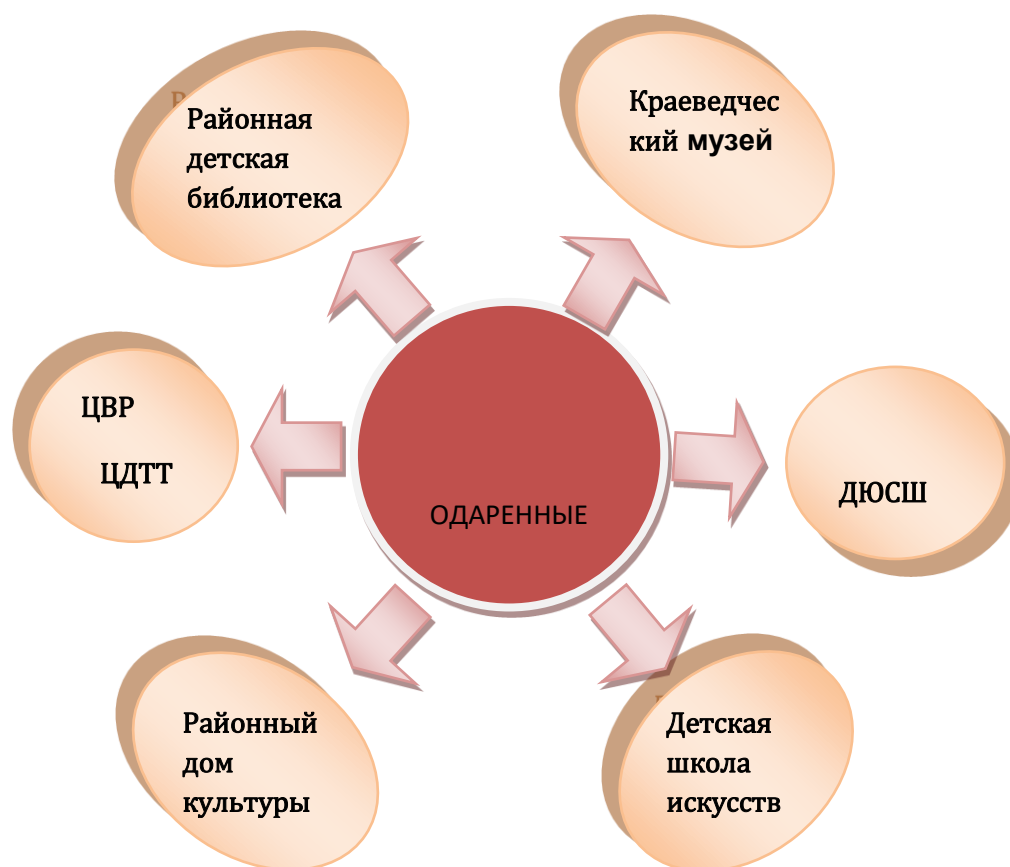 Районная
детская
библиотека
Краеведчес
кий музей
ЦВР
ЦДТТ
ОДАРЕННЫЕ
ДЮСШ
Районный
дом
культуры
Детская
школа
искусств